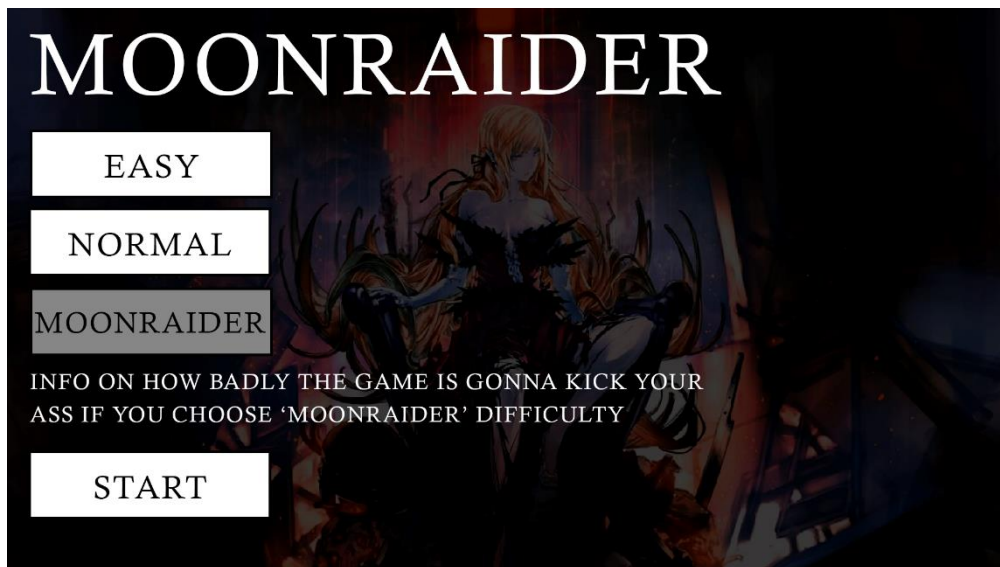 MOONRAIDER
EASY
NORMAL
MOONRAIDER
INFO ON HOW BADLY THE GAME IS GONNA KICK YOUR
ASS IF YOU CHOOSE ‘MOONRAIDER’ DIFFICULTY
START